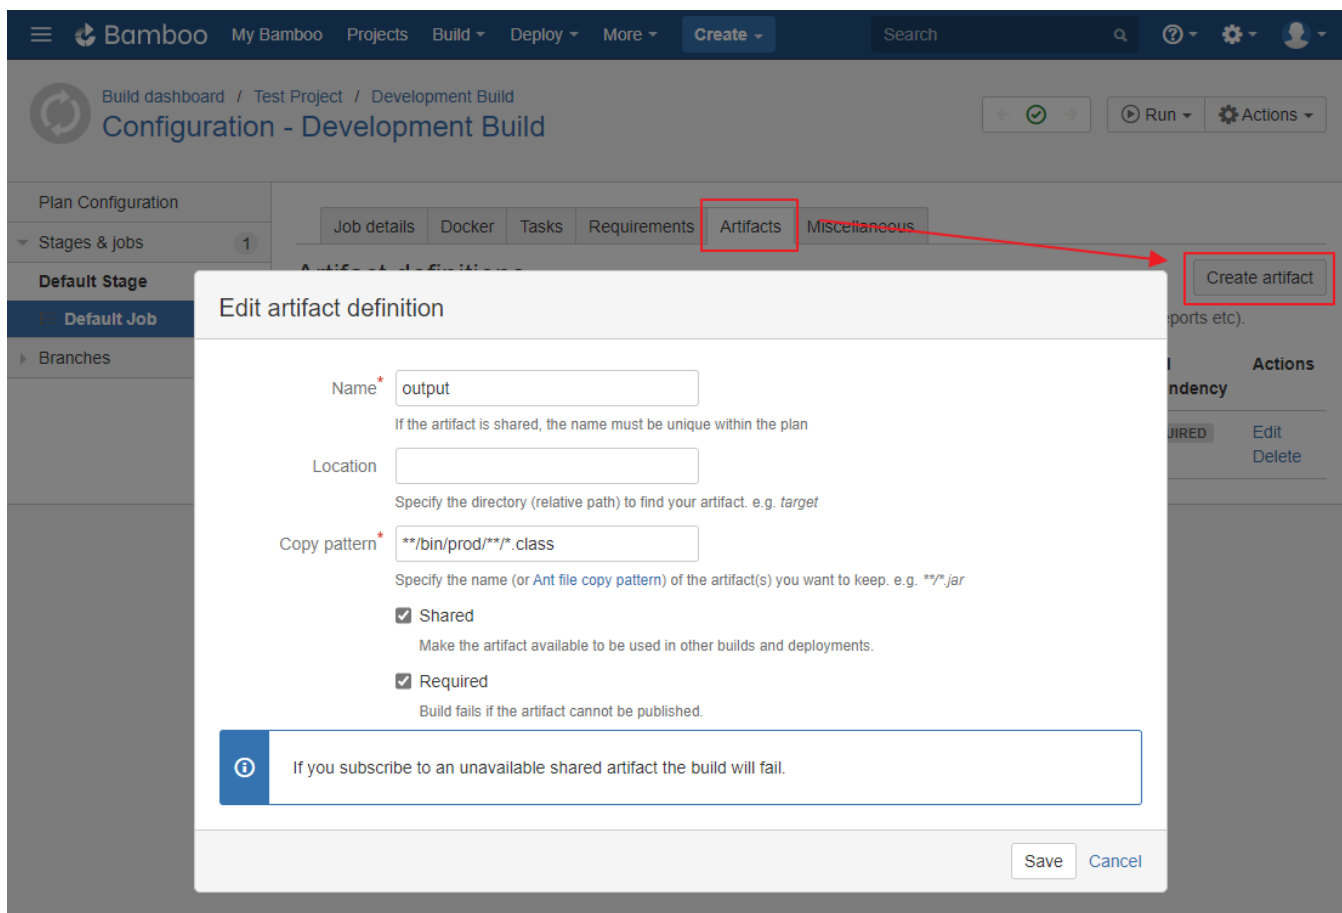 Bamboo My Bamboo Projects Build Deploy More Create Search
Build dashboard / Test Project / Development Build
Configuration - Development Build
Run Actions
Plan Configuration
Job details Docker Tasks Requirements Artifacts Miscellaneous
Stages & jobs 1
Artifact definitions
Create artifact
Default Stage
Default Job
ports etc).
Branches
Actions
ndency
UIRED Edit
Delete
Edit artifact definition
Name* output
If the artifact is shared, the name must be unique within the plan
Location
Specify the directory (relative path) to find your artifact. e.g. target
Copy pattern* **/bin/prod/**/*.class
Specify the name (or Ant file copy pattern) of the artifact(s) you want to keep. e.g. **/*.jar
Shared
Make the artifact available to be used in other builds and deployments.
Required
Build fails if the artifact cannot be published.
If you subscribe to an unavailable shared artifact the build will fail.
Save Cancel